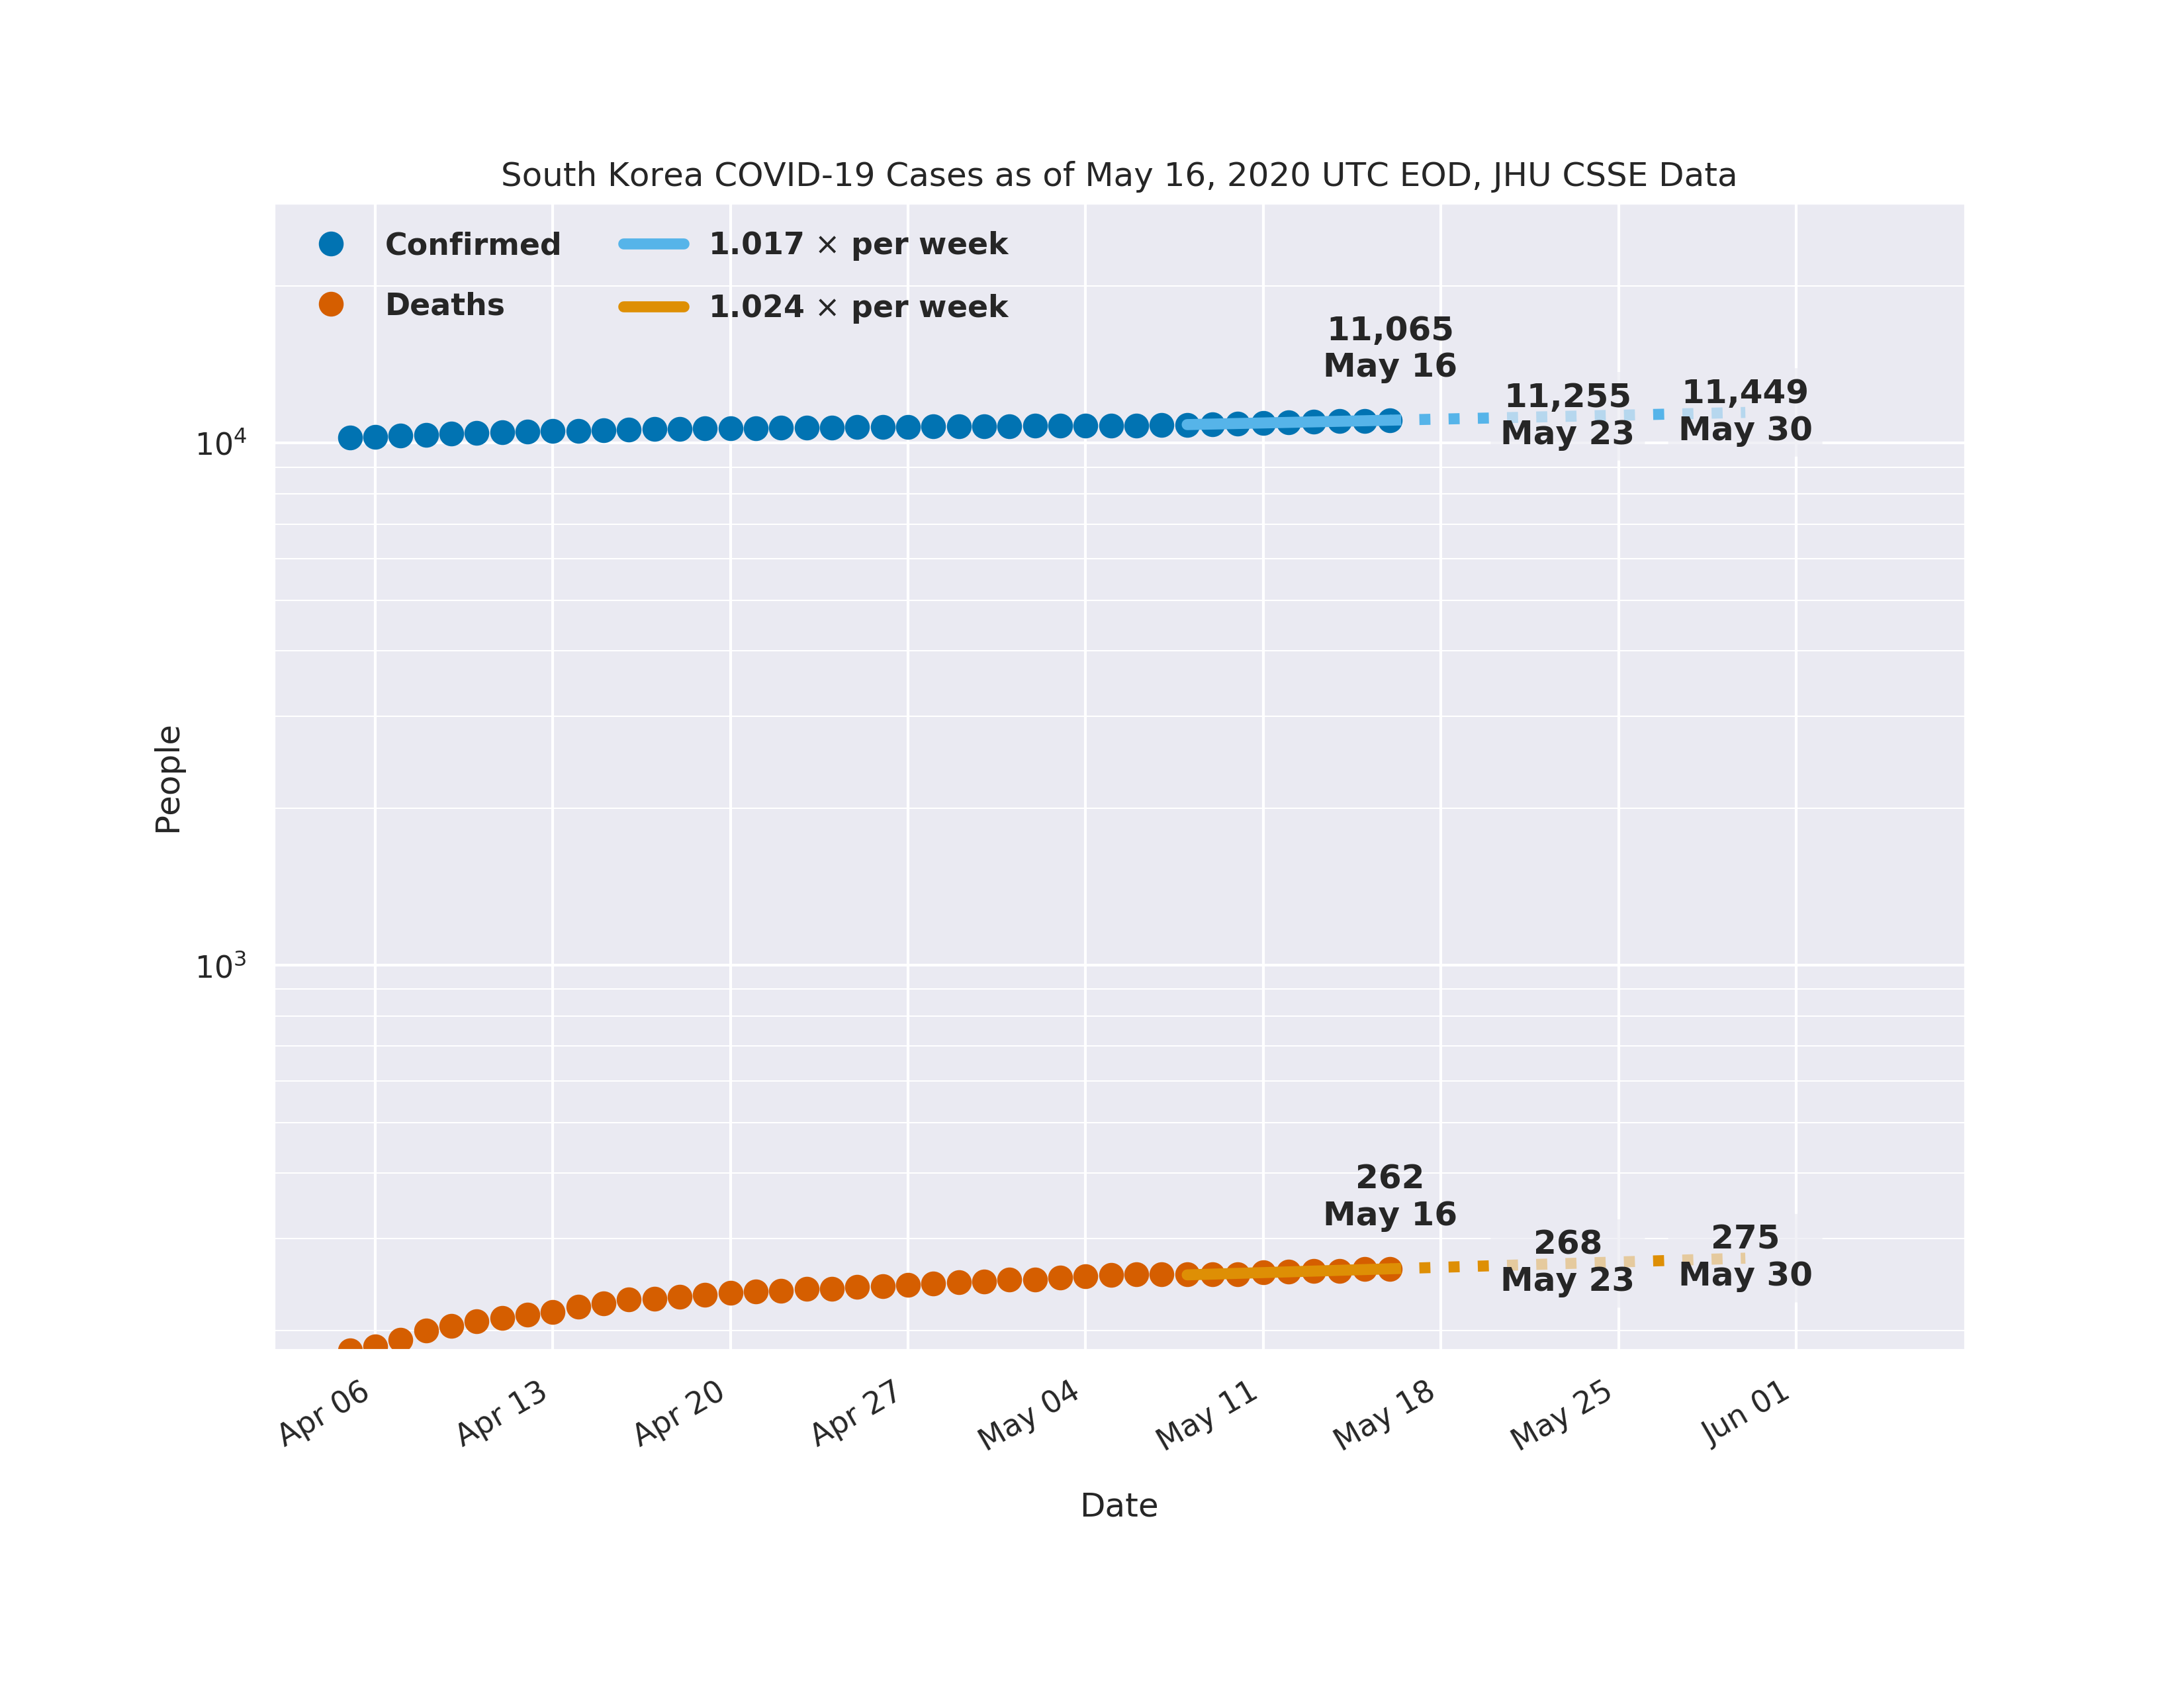 South Korea COVID-19 Cases as of May 16, 2020 UTC EOD, JHU CSSE Data
Confirmed
Deaths
1.017 × per week
1.024 × per week
11,065
May 16
11,255
May 23
11,449
May 30
10⁴
People
10³
262
May 16
268
May 23
275
May 30
Apr 06
Apr 13
Apr 20
Apr 27
May 04
May 11
May 18
May 25
Jun 01
Date